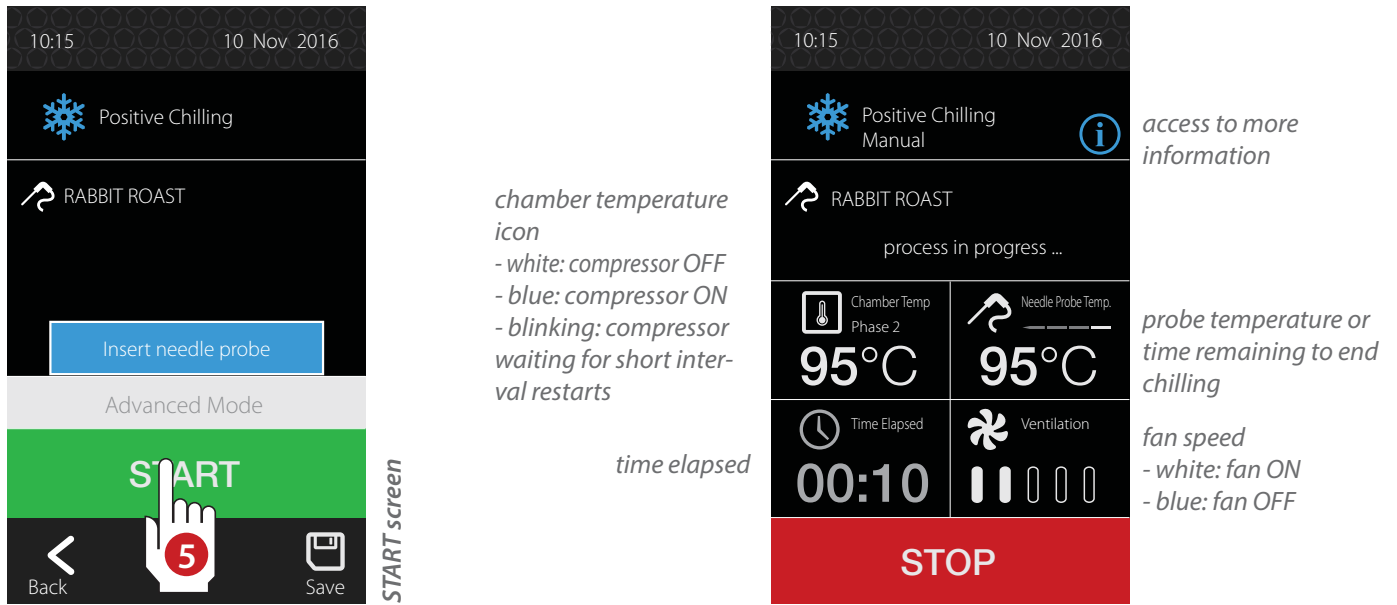 10:15 10 Nov 2016
Positive Chilling
RABBIT ROAST
Insert needle probe
Advanced Mode
START
5
Back
Save
START screen
chamber temperature
icon
- white: compressor OFF
- blue: compressor ON
- blinking: compressor
waiting for short inter-
val restarts
time elapsed
10:15 10 Nov 2016
Positive Chilling
Manual
i
RABBIT ROAST
process in progress ...
Chamber Temp
Phase 2
95°C
Needle Probe Temp.
95°C
Time Elapsed
00:10
Ventilation
STOP
access to more
information
probe temperature or
time remaining to end
chilling
fan speed
- white: fan ON
- blue: fan OFF